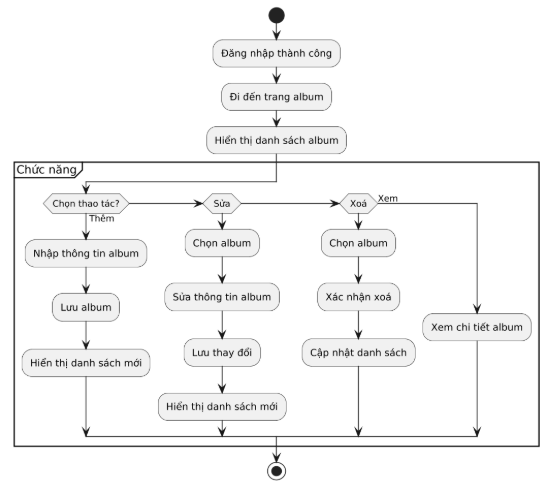 Đăng nhập thành công
Đi đến trang album
Hiển thị danh sách album
Chức năng
Chọn thao tác?
Thêm
Sửa
Xoá
Xem
Nhập thông tin album
Lưu album
Hiển thị danh sách mới
Chọn album
Sửa thông tin album
Lưu thay đổi
Hiển thị danh sách mới
Chọn album
Xác nhận xoá
Cập nhật danh sách
Xem chi tiết album